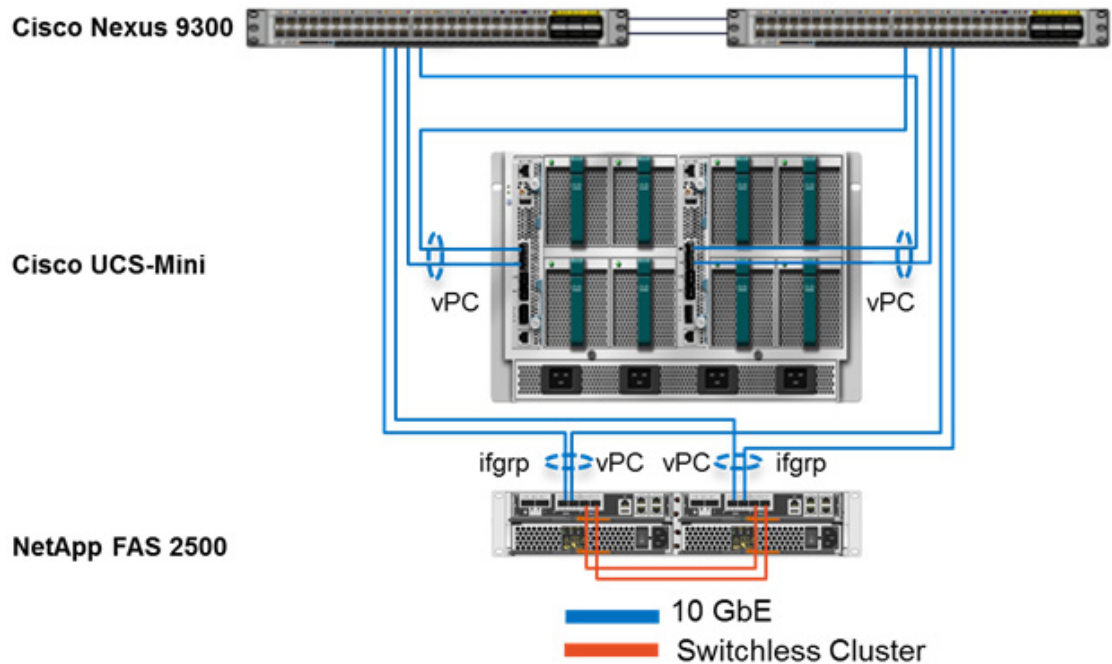 Cisco Nexus 9300
Cisco UCS-Mini
vPC
vPC
ifgrp
vPC
vPC
ifgrp
NetApp FAS 2500
10 GbE
Switchless Cluster